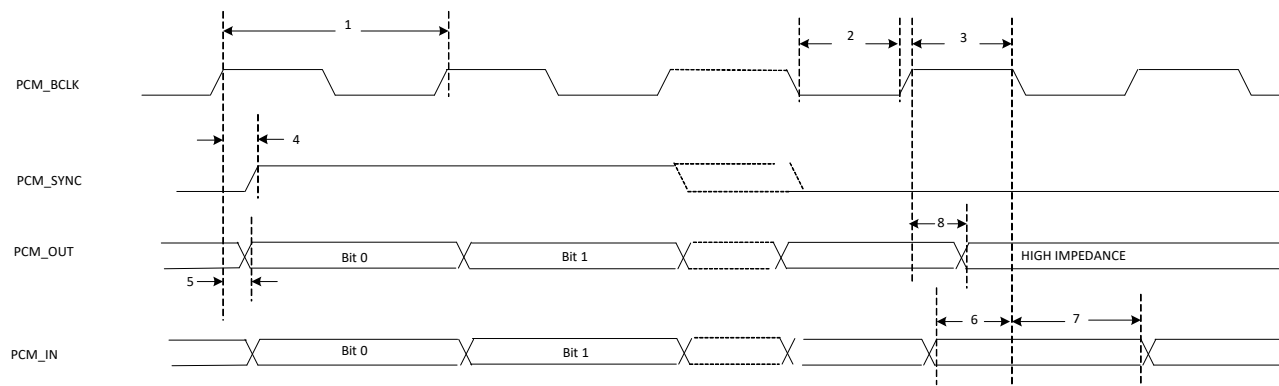 1
2
3
PCM_BCLK
4
PCM_SYNC
8
PCM_OUT
Bit 0
Bit 1
HIGH IMPEDANCE
5
6
7
PCM_IN
Bit 0
Bit 1